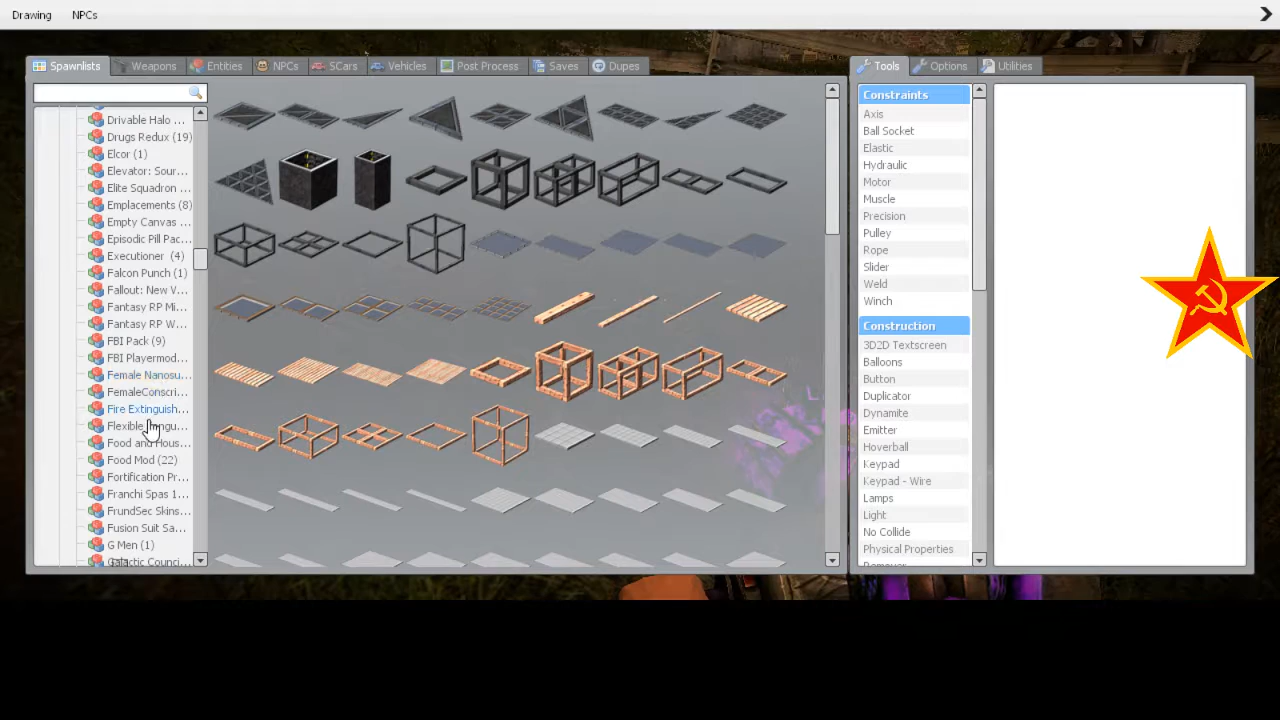 Drawing NPCs
Spawnlists Weapons Entities NPCs SCars Vehicles Post Process Saves Dupes
Tools Options Utilities
Drivable Halo ...
Drugs Redux (19)
Elcor (1)
Elevator: Sour...
Elite Squadron ...
Emplacements (8)
Empty Canvas ...
Episodic Pill Pac...
Executioner (4)
Falcon Punch (1)
Fallout: New V...
Fantasy RP Mi...
Fantasy RP W...
FBI Pack (9)
FBI Playermod...
Female Nanosu...
FemaleConscri...
Fire Extinguish...
Flexible
Food and Hous...
Food Mod (22)
Fortification Pr...
Franchi Spas 1...
FrundSec Skins...
Fusion Suit Sa...
G Men (1)
Galactic Counci...
Constraints
Axis
Ball Socket
Elastic
Hydraulic
Motor
Muscle
Precision
Pulley
Rope
Slider
Weld
Winch
Construction
3D2D Textscreen
Balloons
Button
Duplicator
Dynamite
Emitter
Hoverball
Keypad
Keypad - Wire
Lamps
Light
No Collide
Physical Properties
Remover